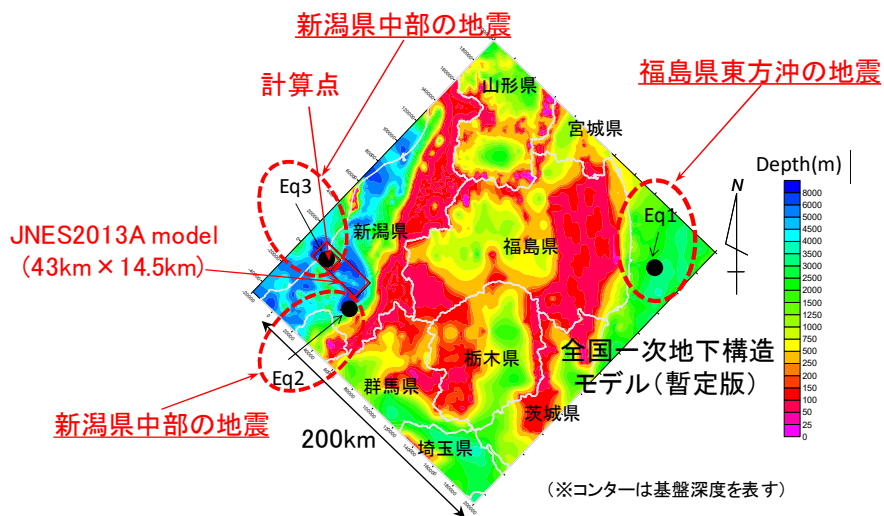 新潟県中部の地震
計算点
福島県東方沖の地震
山形県
宮城県
Depth(m)
Eq3
Eq1
N
新潟県
福島県
JNES2013A model
（43km×14.5km）
8000
6000
5000
4500
4000
3500
3000
2500
2000
1500
1000
750
500
250
200
150
100
50
25
0
Eq2
栃木県
群馬県
全国一次地下構造
モデル（暫定版）
茨城県
新潟県中部の地震
200km
埼玉県
（※コンターは基盤深度を表す）